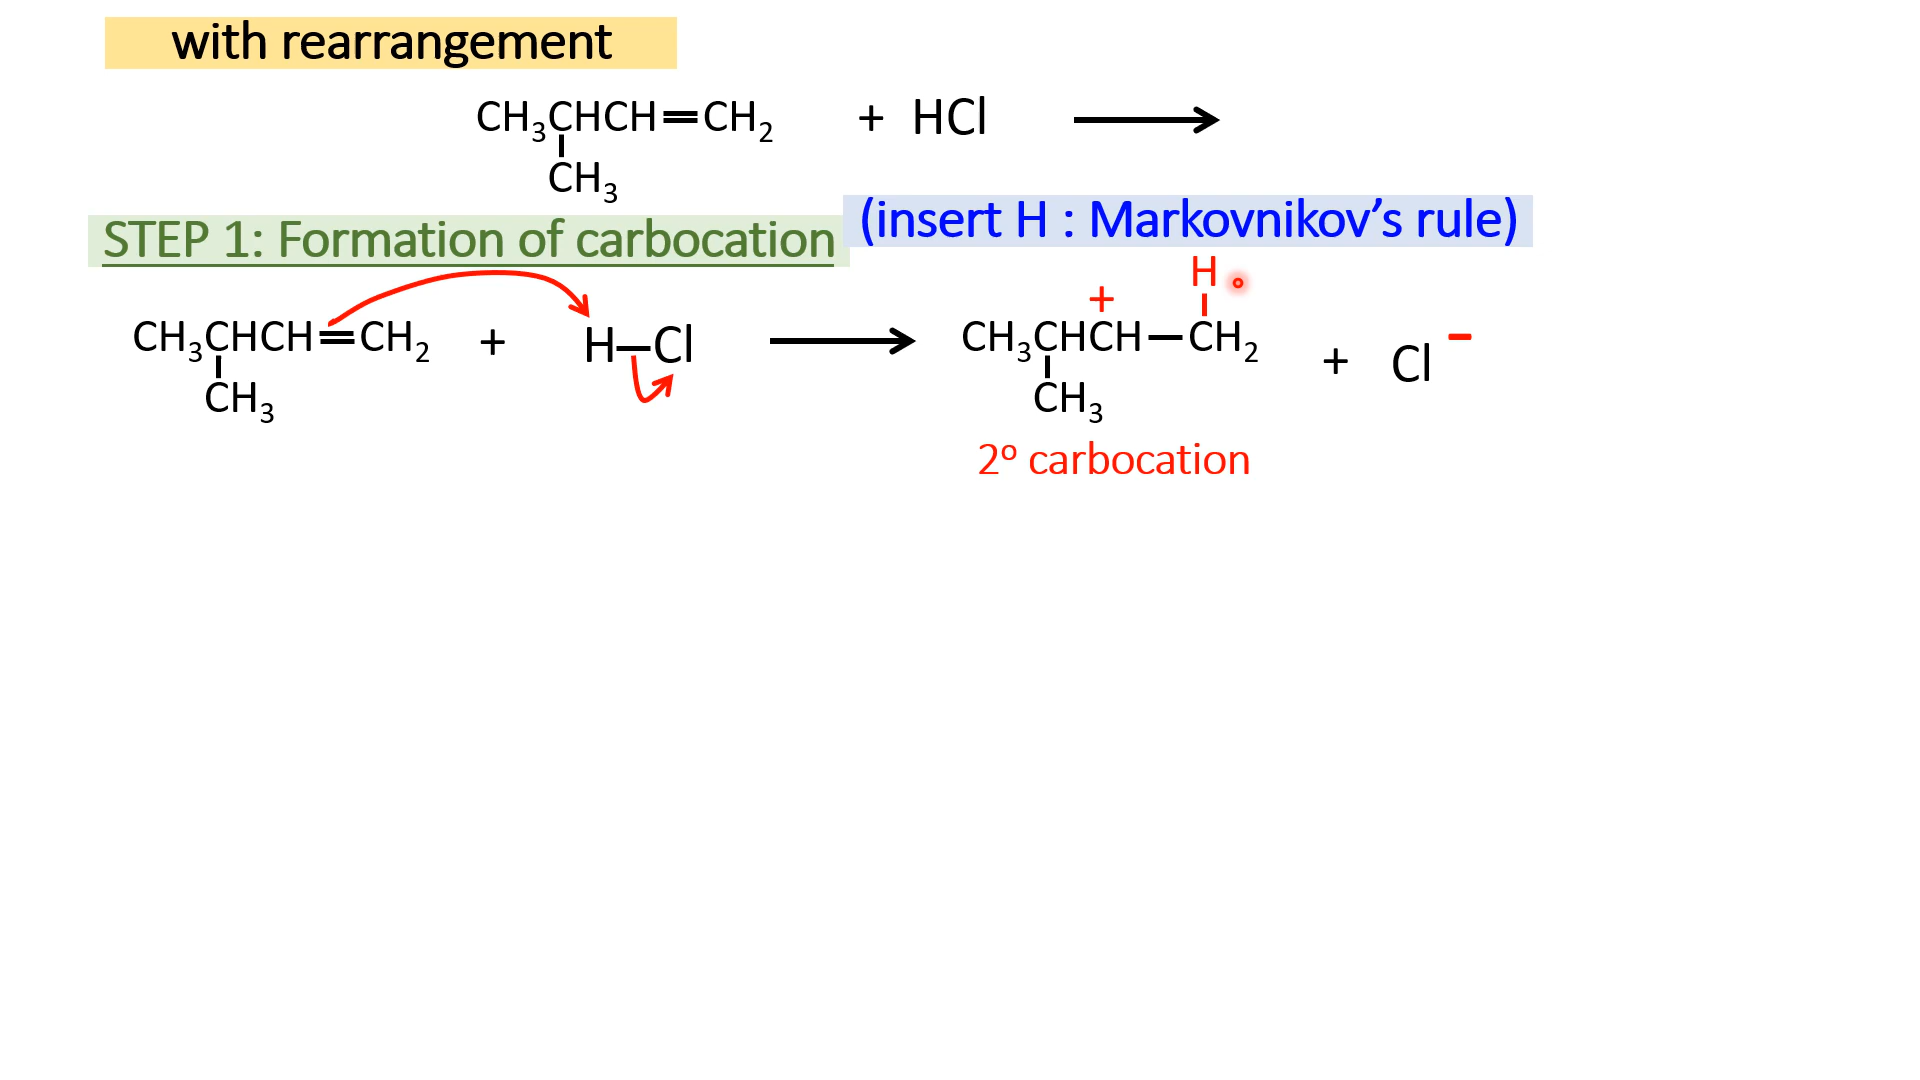 with rearrangement
CH₃CHCH=CH₂ + HCl ⟶
CH₃
STEP 1: Formation of carbocation (insert H : Markovnikov’s rule)
H
+
CH₃CHCH=CH₂ + H—Cl ⟶ CH₃CHCH—CH₂ + Cl −
CH₃ CH₃
2º carbocation